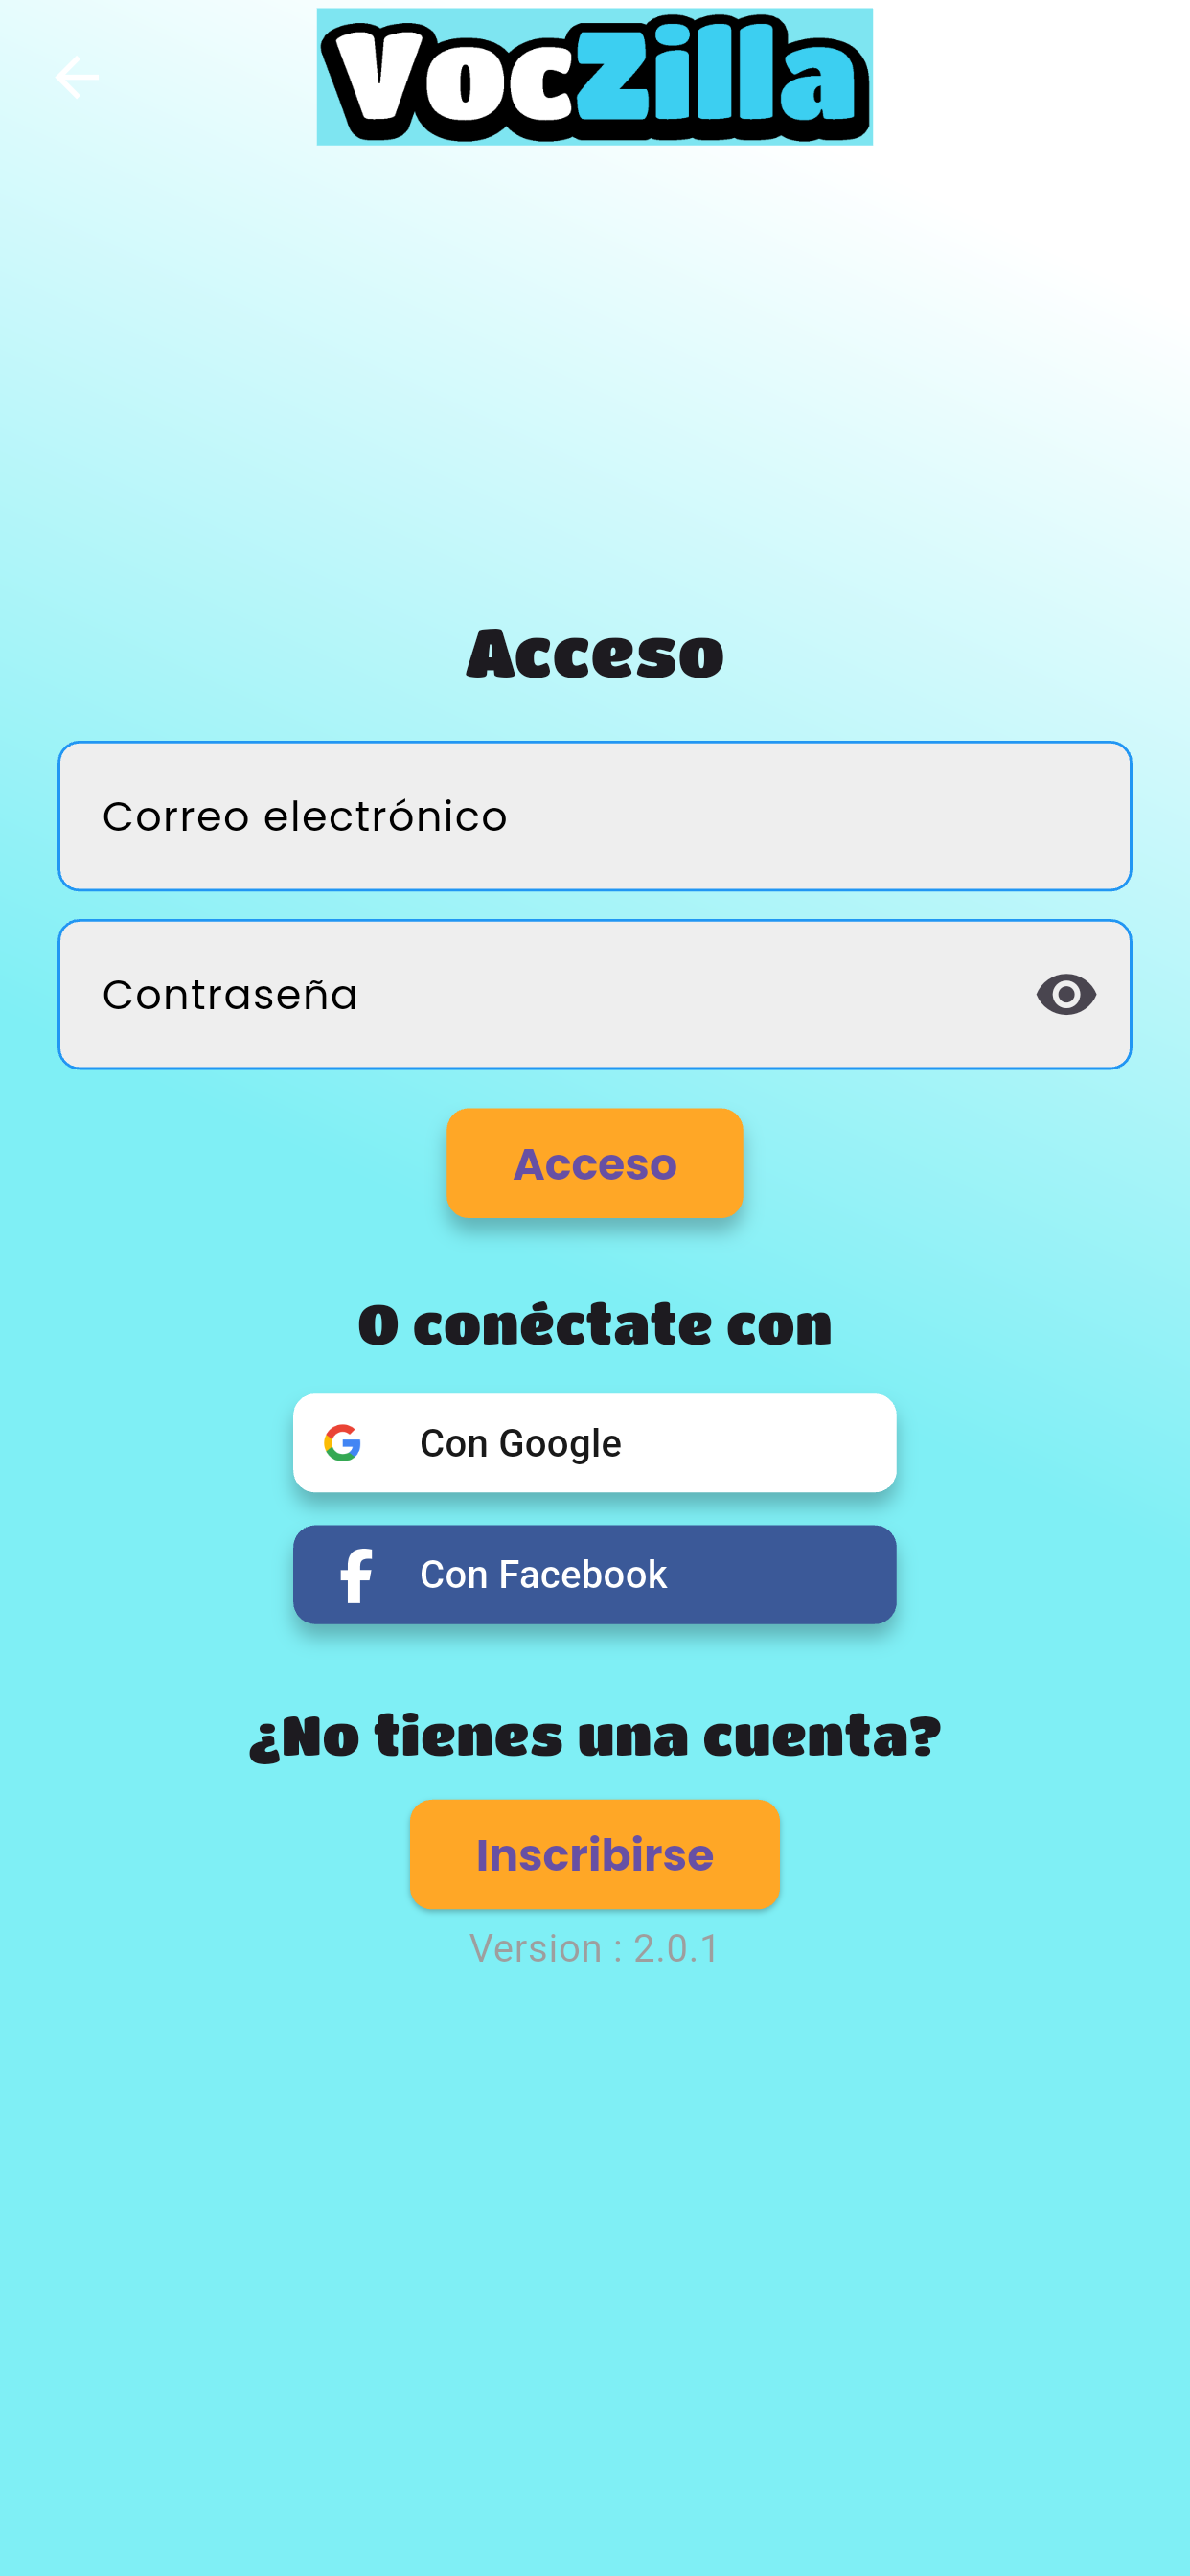 VocZilla
Acceso
Correo electrónico
Contraseña
Acceso
O conéctate con
Con Google
Con Facebook
¿No tienes una cuenta?
Inscribirse
Version : 2.0.1